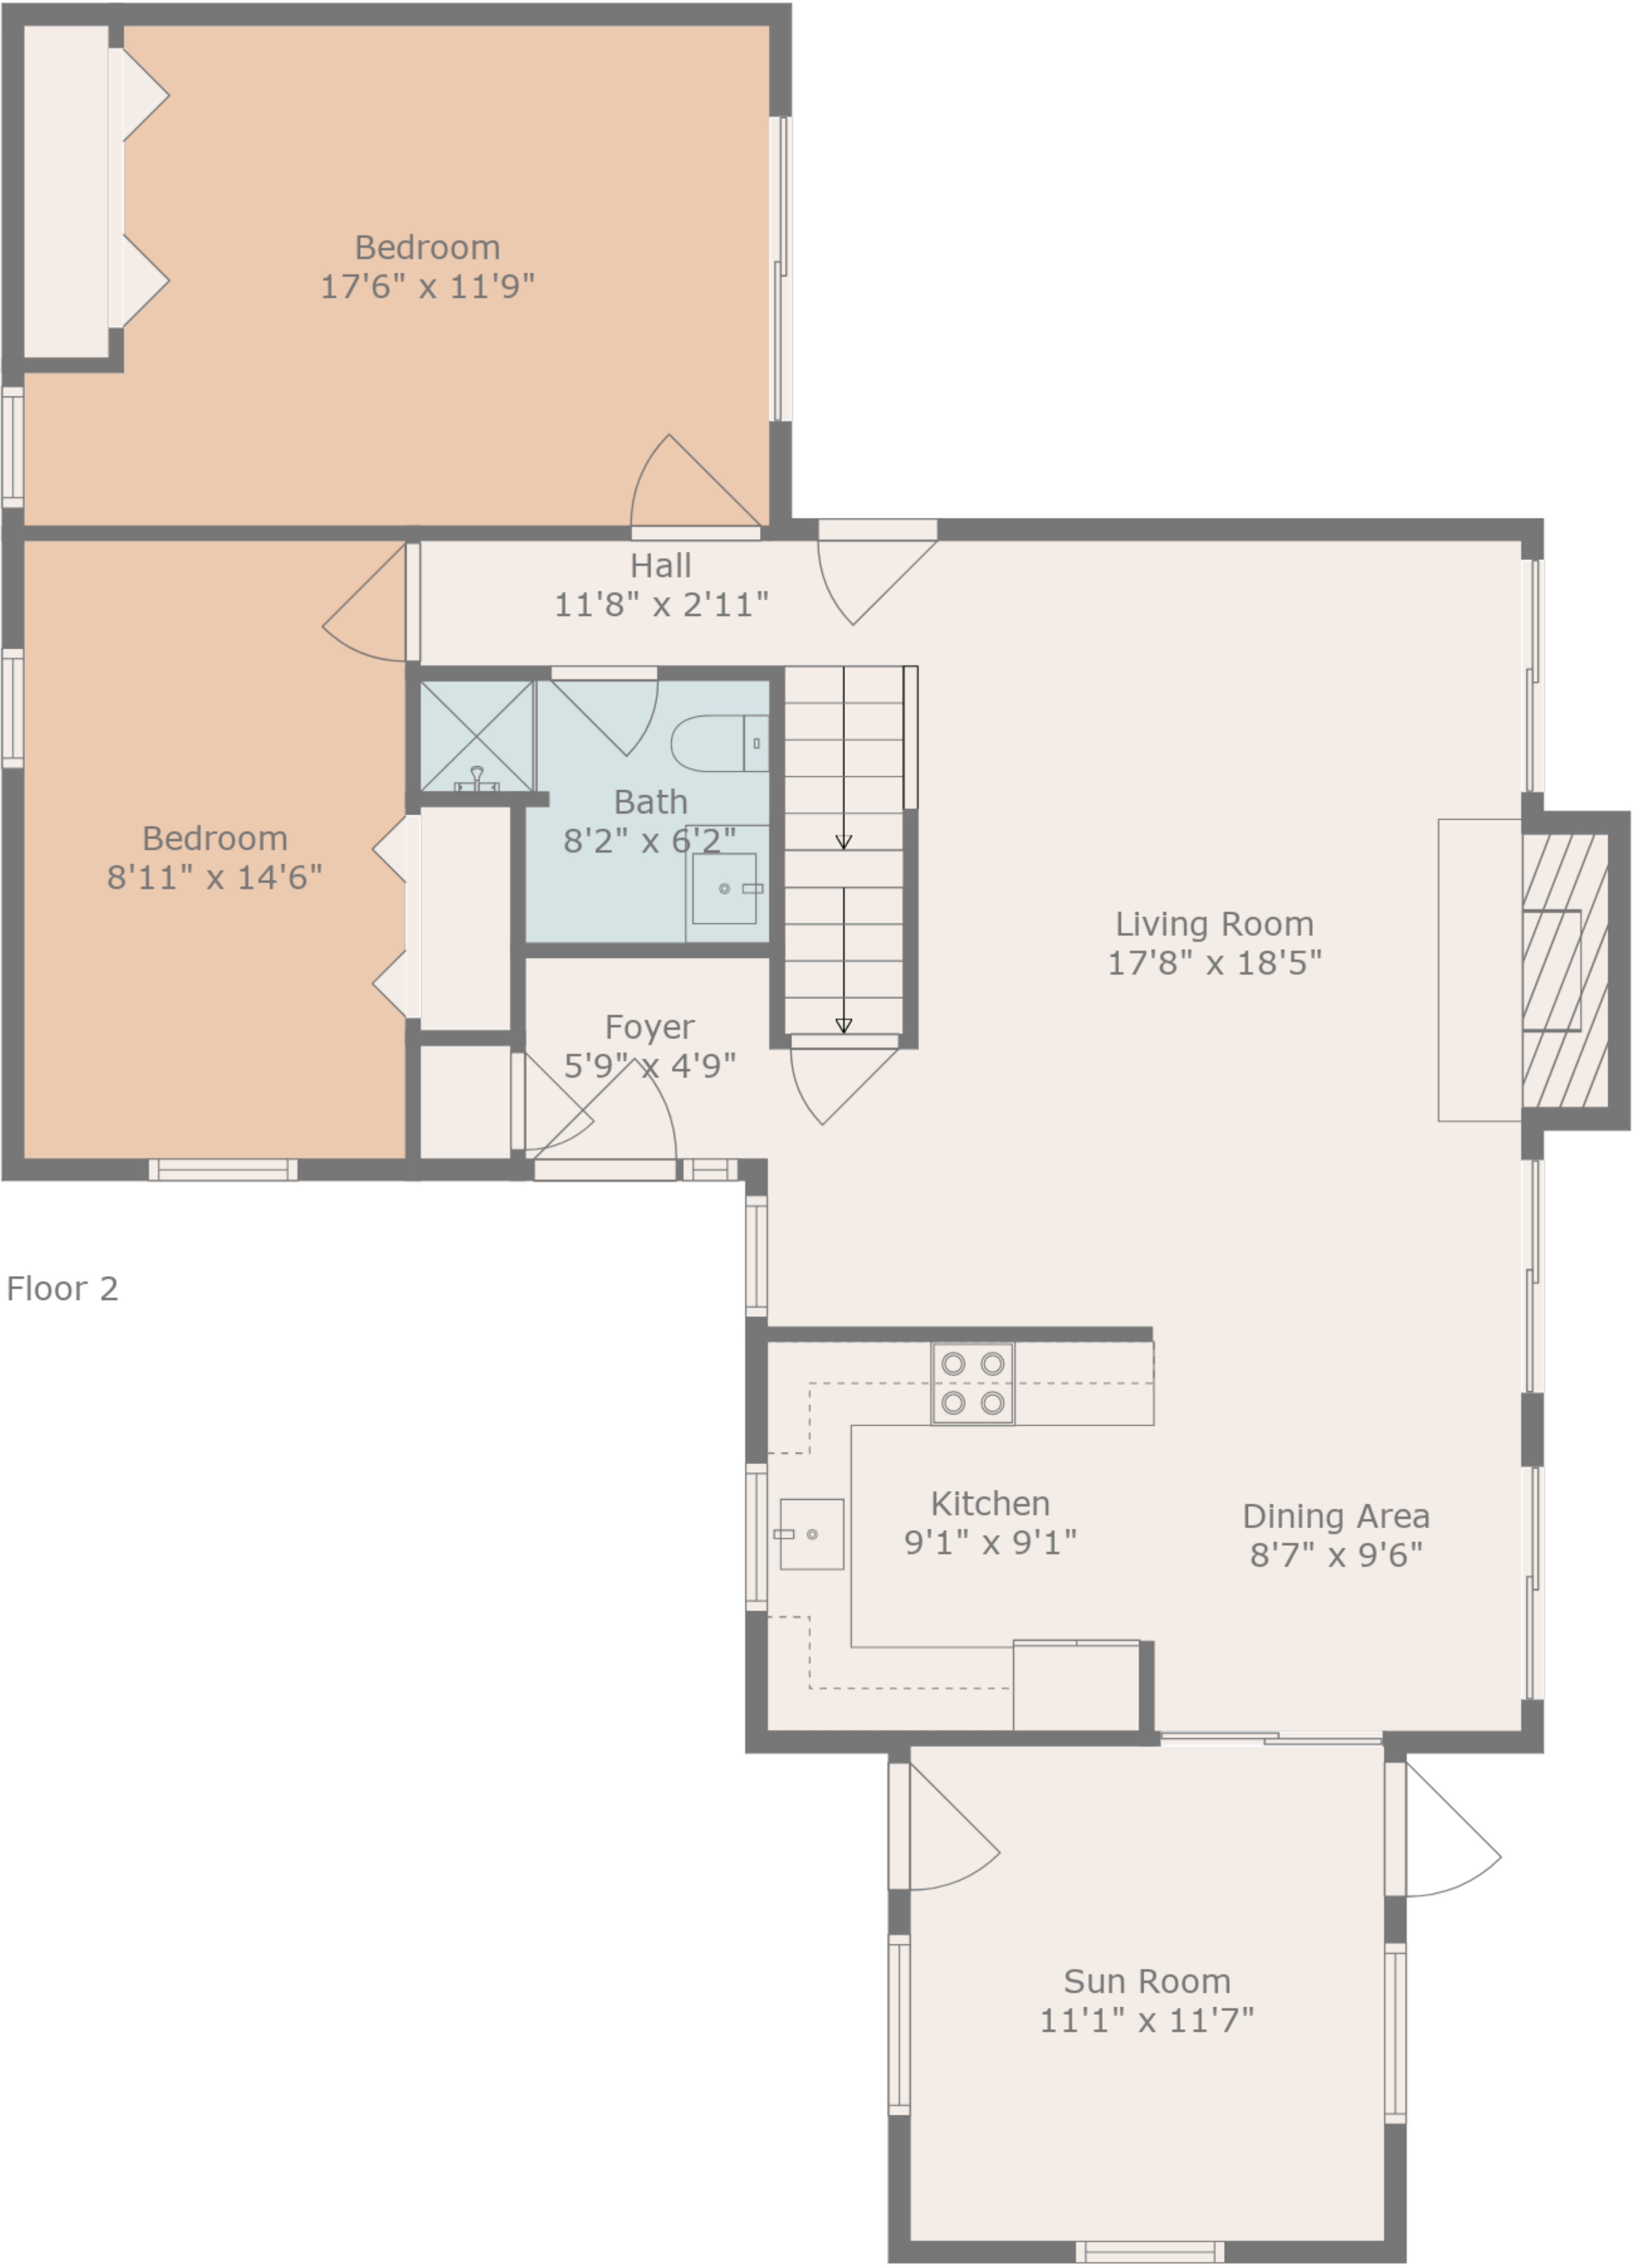 Bedroom
17'6" x 11'9"
Hall
11'8" x 2'11"
Bath
8'2" x 6'2"
Bedroom
8'11" x 14'6"
Living Room
17'8" x 18'5"
Foyer
5'9" x 4'9"
Floor 2
Kitchen
9'1" x 9'1"
Dining Area
8'7" x 9'6"
Sun Room
11'1" x 11'7"